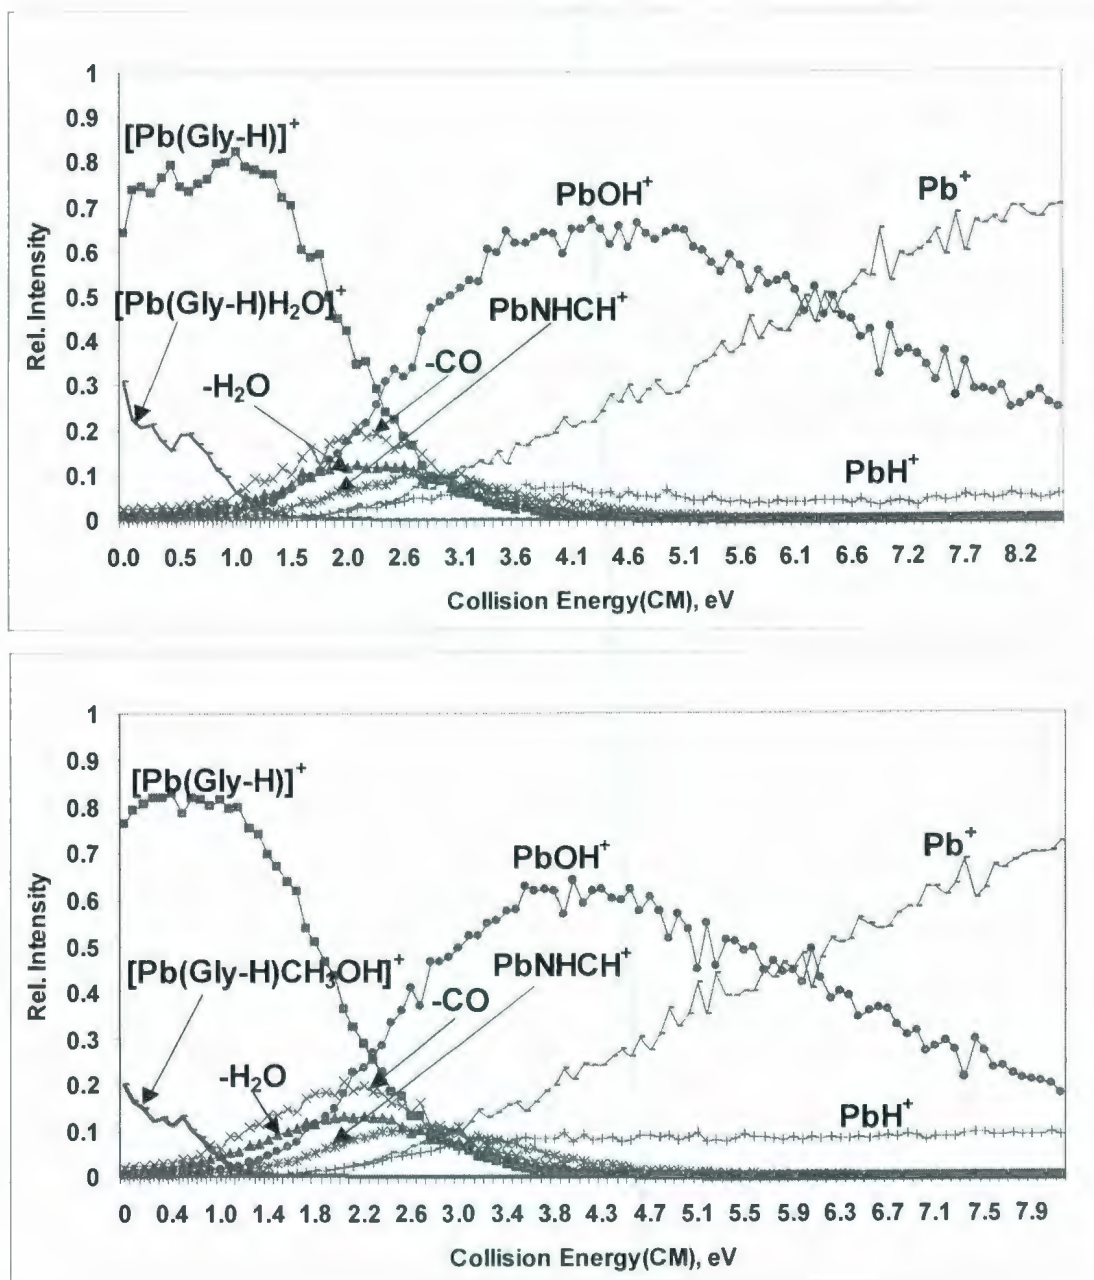 1
0.9
0.8
0.7
0.6
0.5
0.4
0.3
0.2
0.1
0
Rel. Intensity
[Pb(Gly-H)]⁺
[Pb(Gly-H)H₂O]⁺
-H₂O
-CO
PbNHCH⁺
PbOH⁺
Pb⁺
PbH⁺
0.0 0.5 1.0 1.5 2.0 2.6 3.1 3.6 4.1 4.6 5.1 5.6 6.1 6.6 7.2 7.7 8.2
Collision Energy(CM), eV
1
0.9
0.8
0.7
0.6
0.5
0.4
0.3
0.2
0.1
0
Rel. Intensity
[Pb(Gly-H)]⁺
[Pb(Gly-H)CH₃OH]⁺
-H₂O
-CO
PbNHCH⁺
PbOH⁺
Pb⁺
PbH⁺
0 0.4 1.0 1.4 1.8 2.2 2.6 3.0 3.4 3.8 4.3 4.7 5.1 5.5 5.9 6.3 6.7 7.1 7.5 7.9
Collision Energy(CM), eV